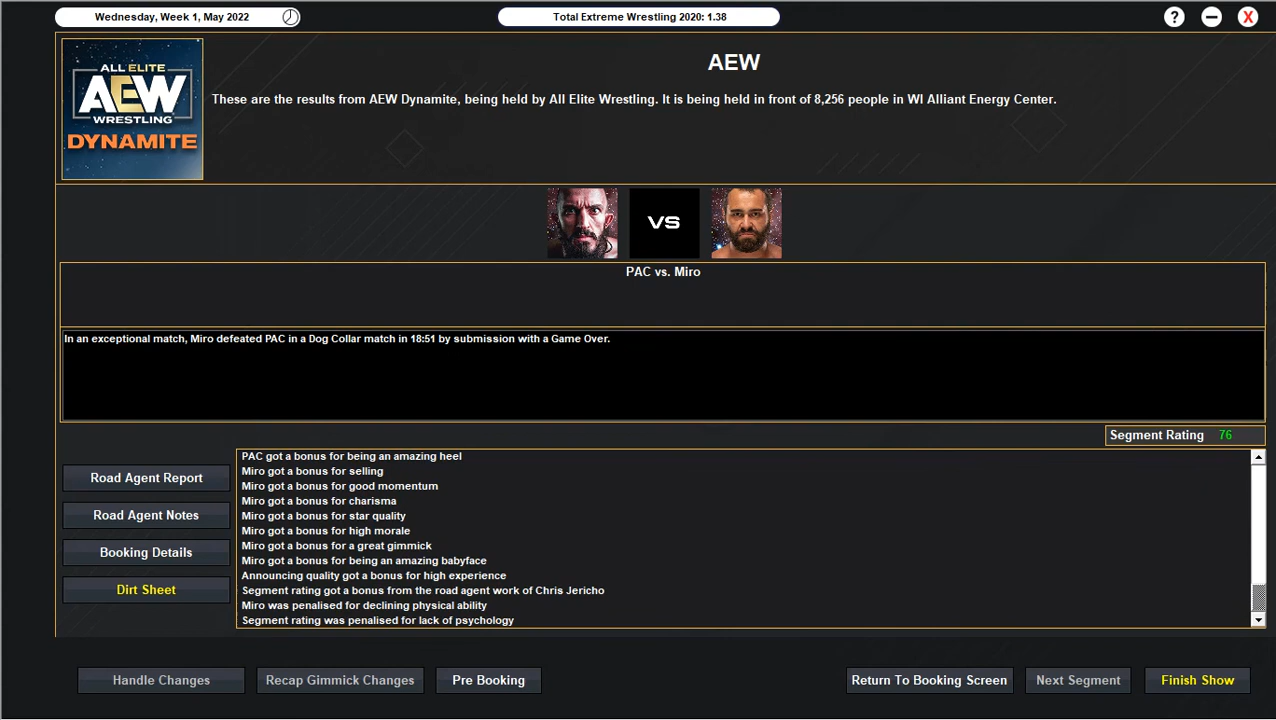 Wednesday, Week 1, May 2022
Total Extreme Wrestling 2020: 1.38
?
X
ALL ELITE
AEW
WRESTLING
DYNAMITE
AEW
These are the results from AEW Dynamite, being held by All Elite Wrestling. It is being held in front of 8,256 people in WI Alliant Energy Center.
VS
PAC vs. Miro
In an exceptional match, Miro defeated PAC in a Dog Collar match in 18:51 by submission with a Game Over.
Segment Rating 76
Road Agent Report
Road Agent Notes
Booking Details
Dirt Sheet
PAC got a bonus for being an amazing heel
Miro got a bonus for selling
Miro got a bonus for good momentum
Miro got a bonus for charisma
Miro got a bonus for star quality
Miro got a bonus for high morale
Miro got a bonus for a great gimmick
Miro got a bonus for being an amazing babyface
Announcing quality got a bonus for high experience
Segment rating got a bonus from the road agent work of Chris Jericho
Miro was penalised for declining physical ability
Segment rating was penalised for lack of psychology
Handle Changes
Recap Gimmick Changes
Pre Booking
Return To Booking Screen
Next Segment
Finish Show